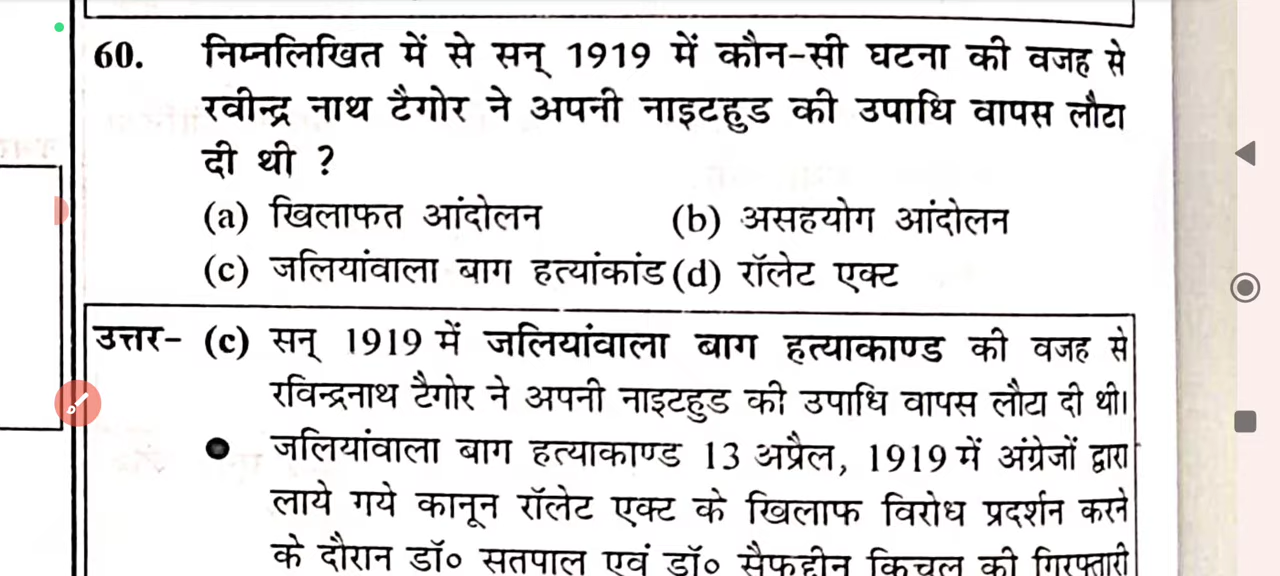 60. निम्नलिखित में से सन् 1919 में कौन-सी घटना की वजह से
रवीन्द्र नाथ टैगोर ने अपनी नाइटहुड की उपाधि वापस लौटा
दी थी ?
(a) खिलाफत आंदोलन (b) असहयोग आंदोलन
(c) जलियांवाला बाग हत्यांकांड (d) रॉलेट एक्ट
उत्तर- (c) सन् 1919 में जलियांवाला बाग हत्याकाण्ड की वजह से
रविन्द्रनाथ टैगोर ने अपनी नाइटहुड की उपाधि वापस लौटा दी थी।
● जलियांवाला बाग हत्याकाण्ड 13 अप्रैल, 1919 में अंग्रेजों द्वारा
लाये गये कानून रॉलेट एक्ट के खिलाफ विरोध प्रदर्शन करने
के दौरान डॉ० सतपाल एवं डॉ० सैफुद्दीन किचलू की गिरफ्तारी